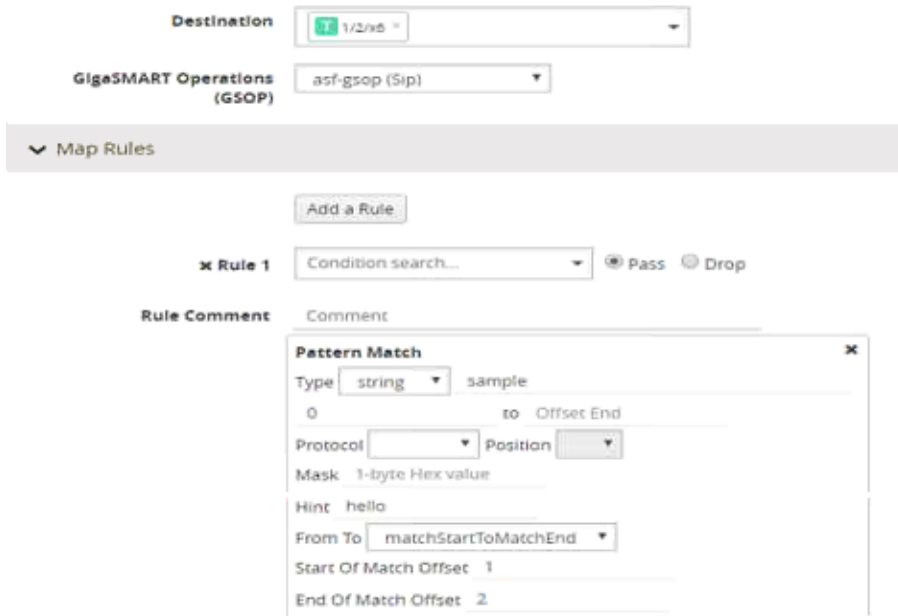 Destination 1/2/x6 ×
GigaSMART Operations asf-gsop (Sip)
(GSOP)
Map Rules
Add a Rule
× Rule 1 Condition search... Pass Drop
Rule Comment Comment
Pattern Match ×
Type string sample
0 to Offset End
Protocol Position
Mask 1-byte Hex value
Hint hello
From To matchStartToMatchEnd
Start Of Match Offset 1
End Of Match Offset 2